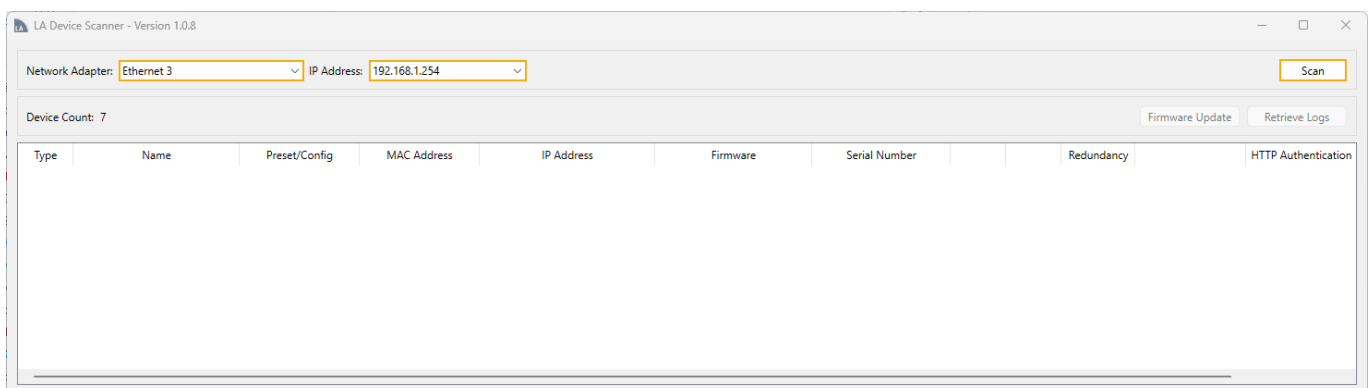 LA Device Scanner - Version 1.0.8
Network Adapter: Ethernet 3 IP Address: 192.168.1.254 Scan
Device Count: 7 Firmware Update Retrieve Logs
Type Name Preset/Config MAC Address IP Address Firmware Serial Number Redundancy HTTP Authentication